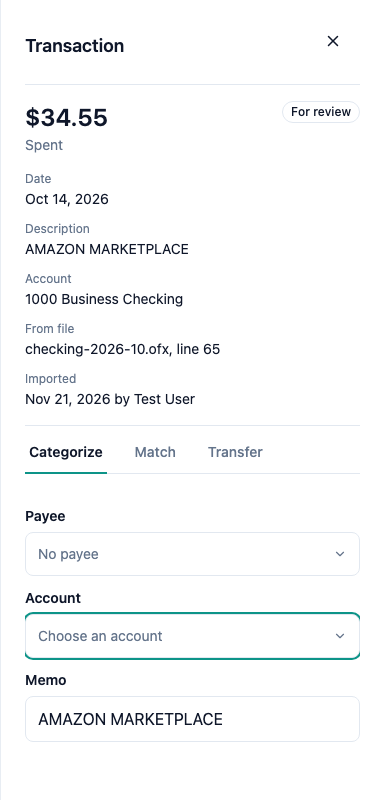 Transaction
$34.55
For review
Spent
Date
Oct 14, 2026
Description
AMAZON MARKETPLACE
Account
1000 Business Checking
From file
checking-2026-10.ofx, line 65
Imported
Nov 21, 2026 by Test User
Categorize Match Transfer
Payee
No payee
Account
Choose an account
Memo
AMAZON MARKETPLACE